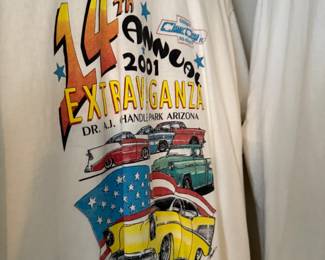 14TH
ANNUAL
2001
EXTRAVAGANZA
DR. A.J. CHANDLER PARK ARIZONA